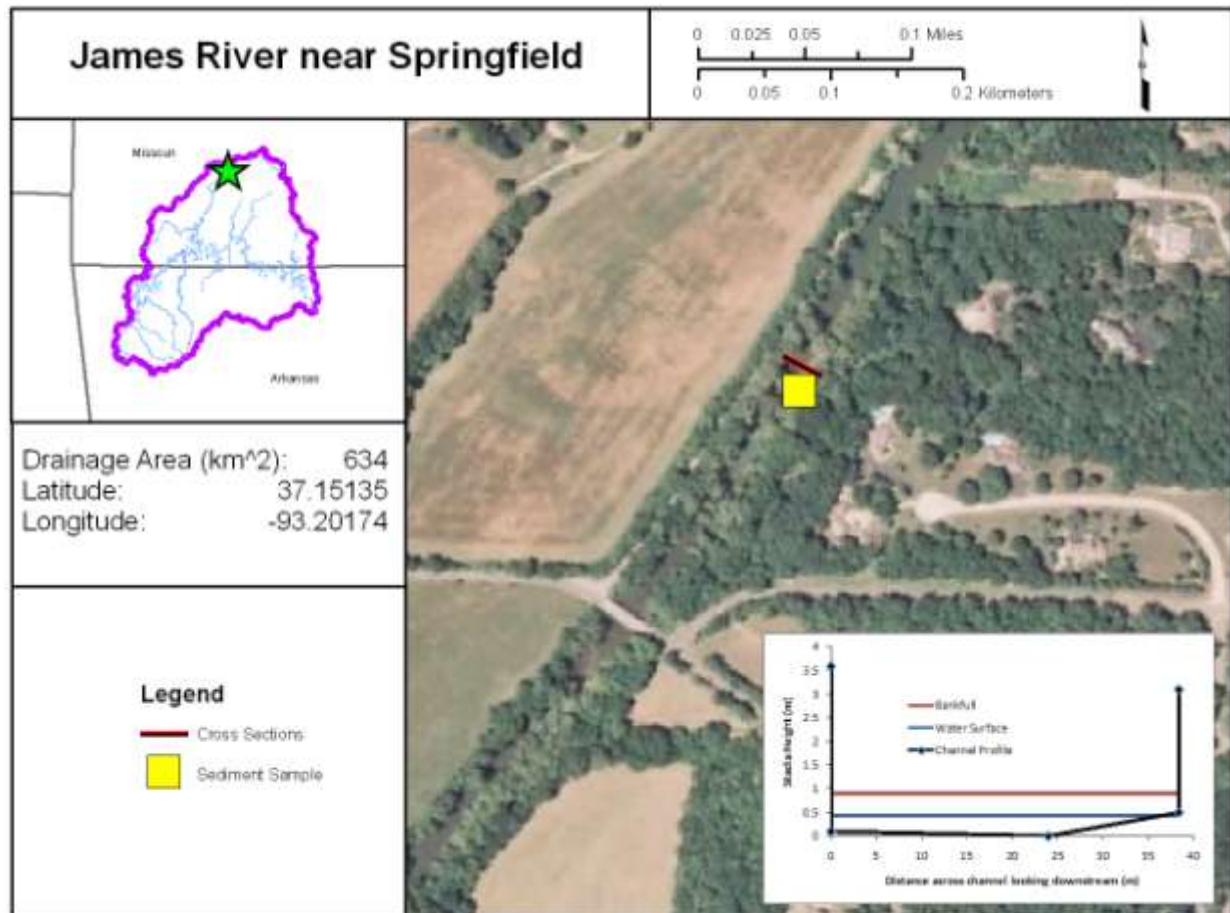 James River near Springfield
0 0.025 0.05 0.1 Miles
0 0.05 0.1 0.2 Kilometers
Missouri
Arkansas
Drainage Area (km^2): 634
Latitude: 37.15135
Longitude: -93.20174
Legend
Cross Sections
Sediment Sample
4
3.5
3
2.5
2
1.5
1
0.5
0
Stadia Height (m)
Bankfull
Water Surface
Channel Profile
0 5 10 15 20 25 30 35 40
Distance across channel looking downstream (m)